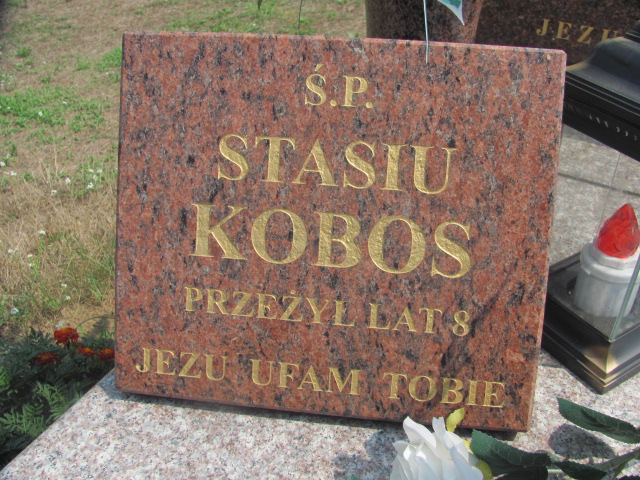 Ś.P.
STASIU
KOBOS
PRZEŻYŁ LAT 8
JEZU UFAM TOBIE